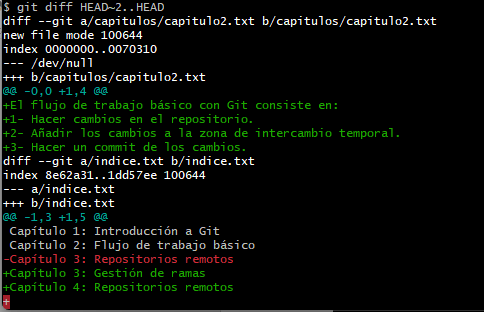 $ git diff HEAD~2..HEAD
diff --git a/capitulos/capitulo2.txt b/capitulos/capitulo2.txt
new file mode 100644
index 0000000..0070310
--- /dev/null
+++ b/capitulos/capitulo2.txt
@@ -0,0 +1,4 @@
+El flujo de trabajo básico con Git consiste en:
+1- Hacer cambios en el repositorio.
+2- Añadir los cambios a la zona de intercambio temporal.
+3- Hacer un commit de los cambios.
diff --git a/indice.txt b/indice.txt
index 8e62a31..1dd57ee 100644
--- a/indice.txt
+++ b/indice.txt
@@ -1,3 +1,5 @@
 Capítulo 1: Introducción a Git
 Capítulo 2: Flujo de trabajo básico
-Capítulo 3: Repositorios remotos
+Capítulo 3: Gestión de ramas
+Capítulo 4: Repositorios remotos
+